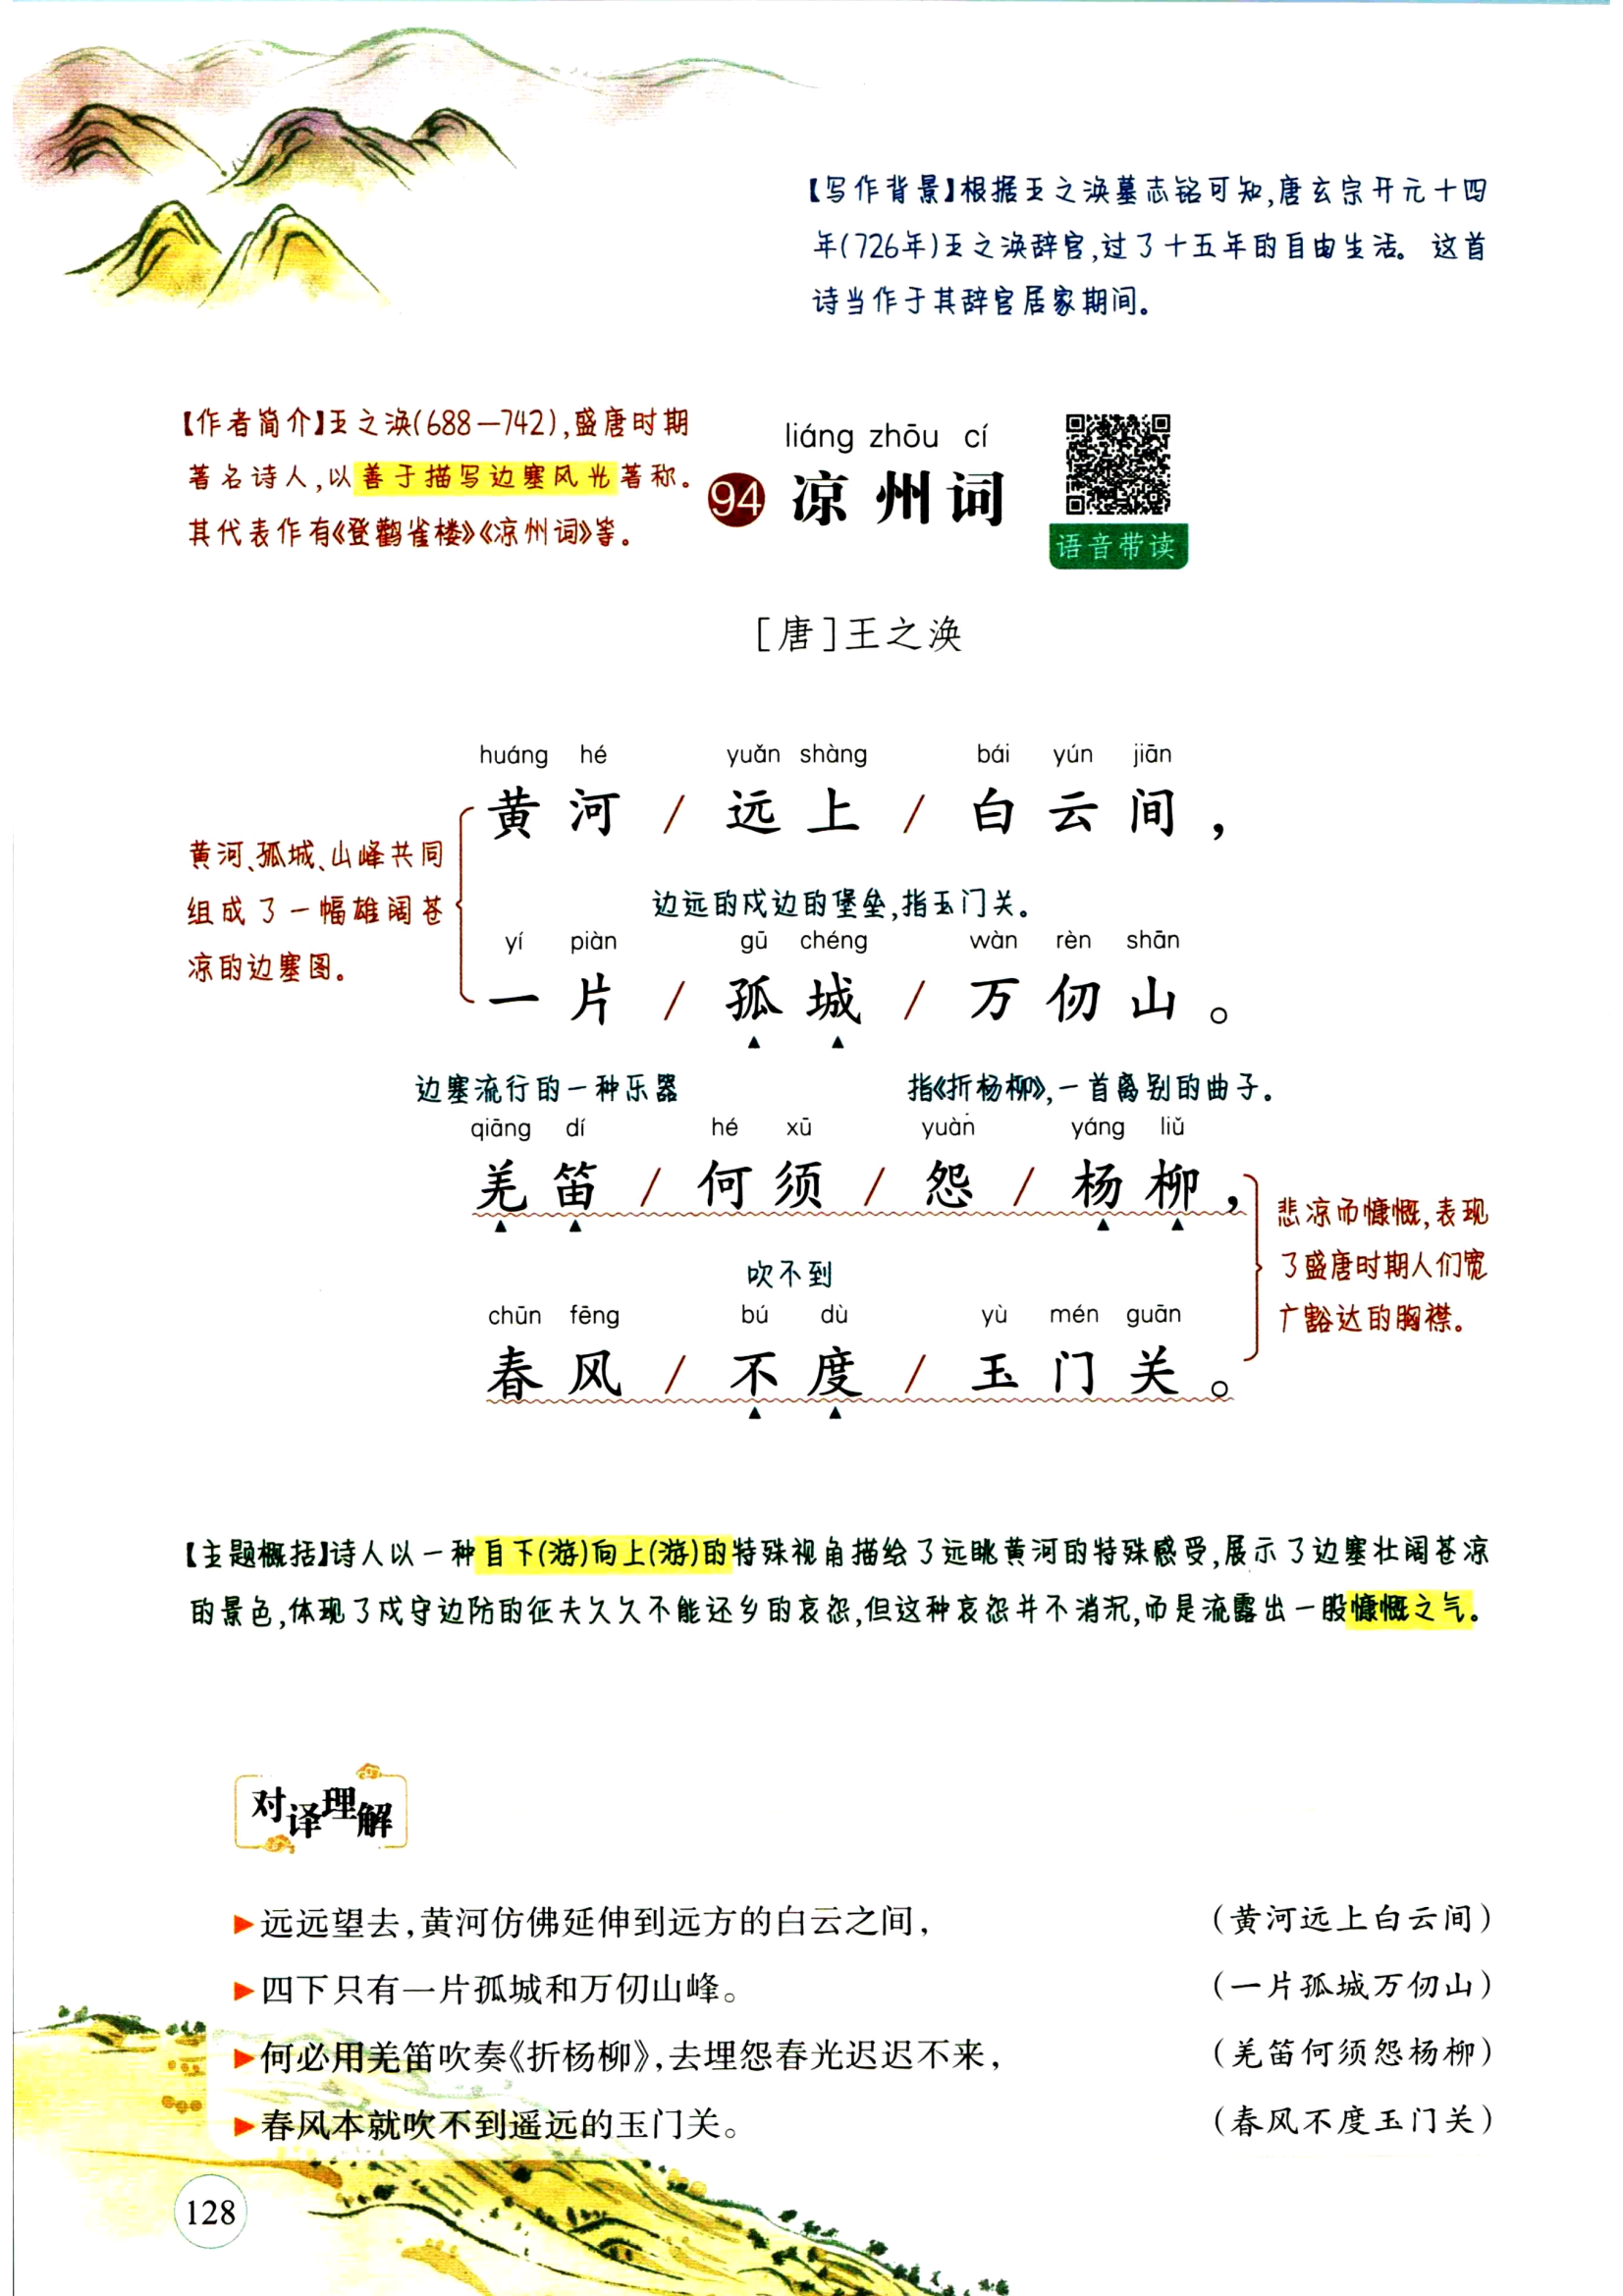 【写作背景】根据王之涣墓志铭可知,唐玄宗开元十四
年(726年)王之涣辞官,过了十五年的自由生活。这首
诗当作于其辞官居家期间。
【作者简介】王之涣(688—742),盛唐时期
著名诗人,以善于描写边塞风光著称。
其代表作有《登鹳雀楼》《凉州词》等。
liáng zhōu cí
94 凉州词
语音带读
[唐]王之涣
huáng hé yuǎn shàng bái yún jiān
黄河/远上/白云间,
黄河、孤城、山峰共同
组成了一幅雄阔苍
凉的边塞图。
边远的戍边的堡垒,指玉门关。
yí piàn gū chéng wàn rèn shān
一片/孤城/万仞山。
边塞流行的一种乐器 指《折杨柳》,一首离别的曲子。
qiāng dí hé xū yuàn yáng liǔ
羌笛/何须/怨/杨柳,
悲凉而慷慨,表现
了盛唐时期人们宽
广豁达的胸襟。
吹不到
chūn fēng bú dù yù mén guān
春风/不度/玉门关。
【主题概括】诗人以一种自下(游)向上(游)的特殊视角描绘了远眺黄河的特殊感受,展示了边塞壮阔苍凉
的景色,体现了戍守边防的征夫久久不能还乡的哀怨,但这种哀怨并不消沉,而是流露出一股慷慨之气。
对译理解
▶远远望去,黄河仿佛延伸到远方的白云之间, (黄河远上白云间)
▶四下只有一片孤城和万仞山峰。 (一片孤城万仞山)
▶何必用羌笛吹奏《折杨柳》,去埋怨春光迟迟不来, (羌笛何须怨杨柳)
▶春风本就吹不到遥远的玉门关。 (春风不度玉门关)
128